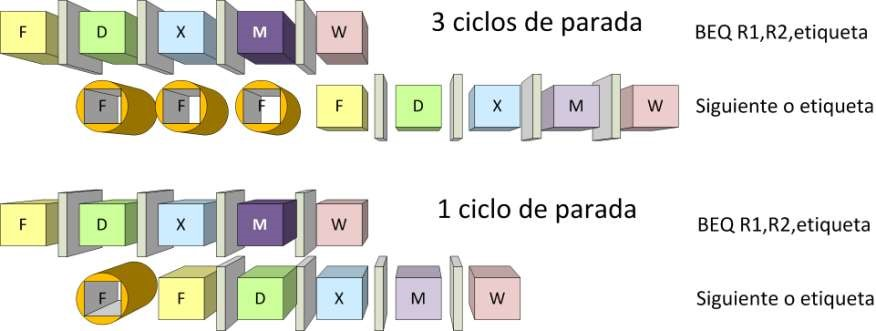 3 ciclos de parada
F D X M W BEQ R1,R2,etiqueta
F F F F D X M W Siguiente o etiqueta
1 ciclo de parada
F D X M W BEQ R1,R2,etiqueta
F F D X M W Siguiente o etiqueta